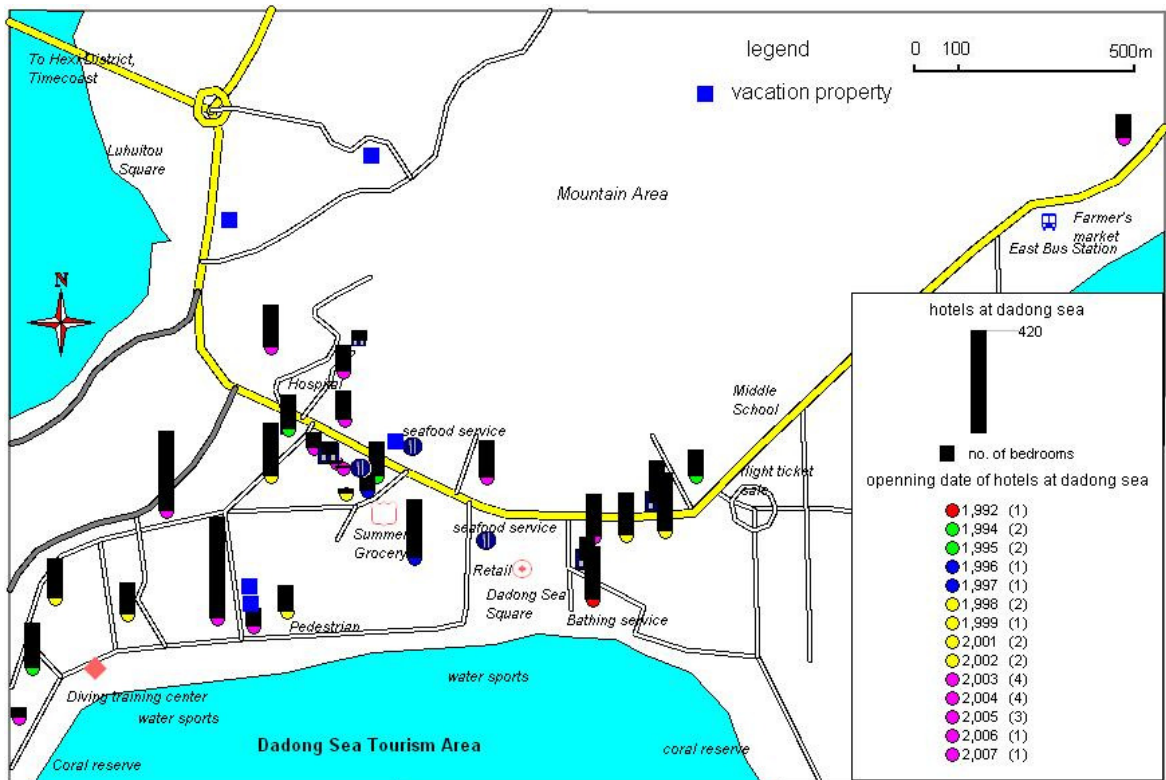 legend
0 100 500m
vacation property
To Hexi District,
Timecoast
Luhuitou
Square
Mountain Area
Farmer's
market
East Bus Station
N
hotels at dadong sea
420
no. of bedrooms
openning date of hotels at dadong sea
1,992 (1)
1,994 (2)
1,995 (2)
1,996 (1)
1,997 (1)
1,998 (2)
1,999 (1)
2,001 (2)
2,002 (2)
2,003 (4)
2,004 (4)
2,005 (3)
2,006 (1)
2,007 (1)
Hospital
Middle
School
seafood service
flight ticket
sale
Summer
Grocery
seafood service
Retail
Dadong Sea
Square
Bathing service
Pedestrian
Diving training center
water sports
water sports
Dadong Sea Tourism Area
coral reserve
Coral reserve